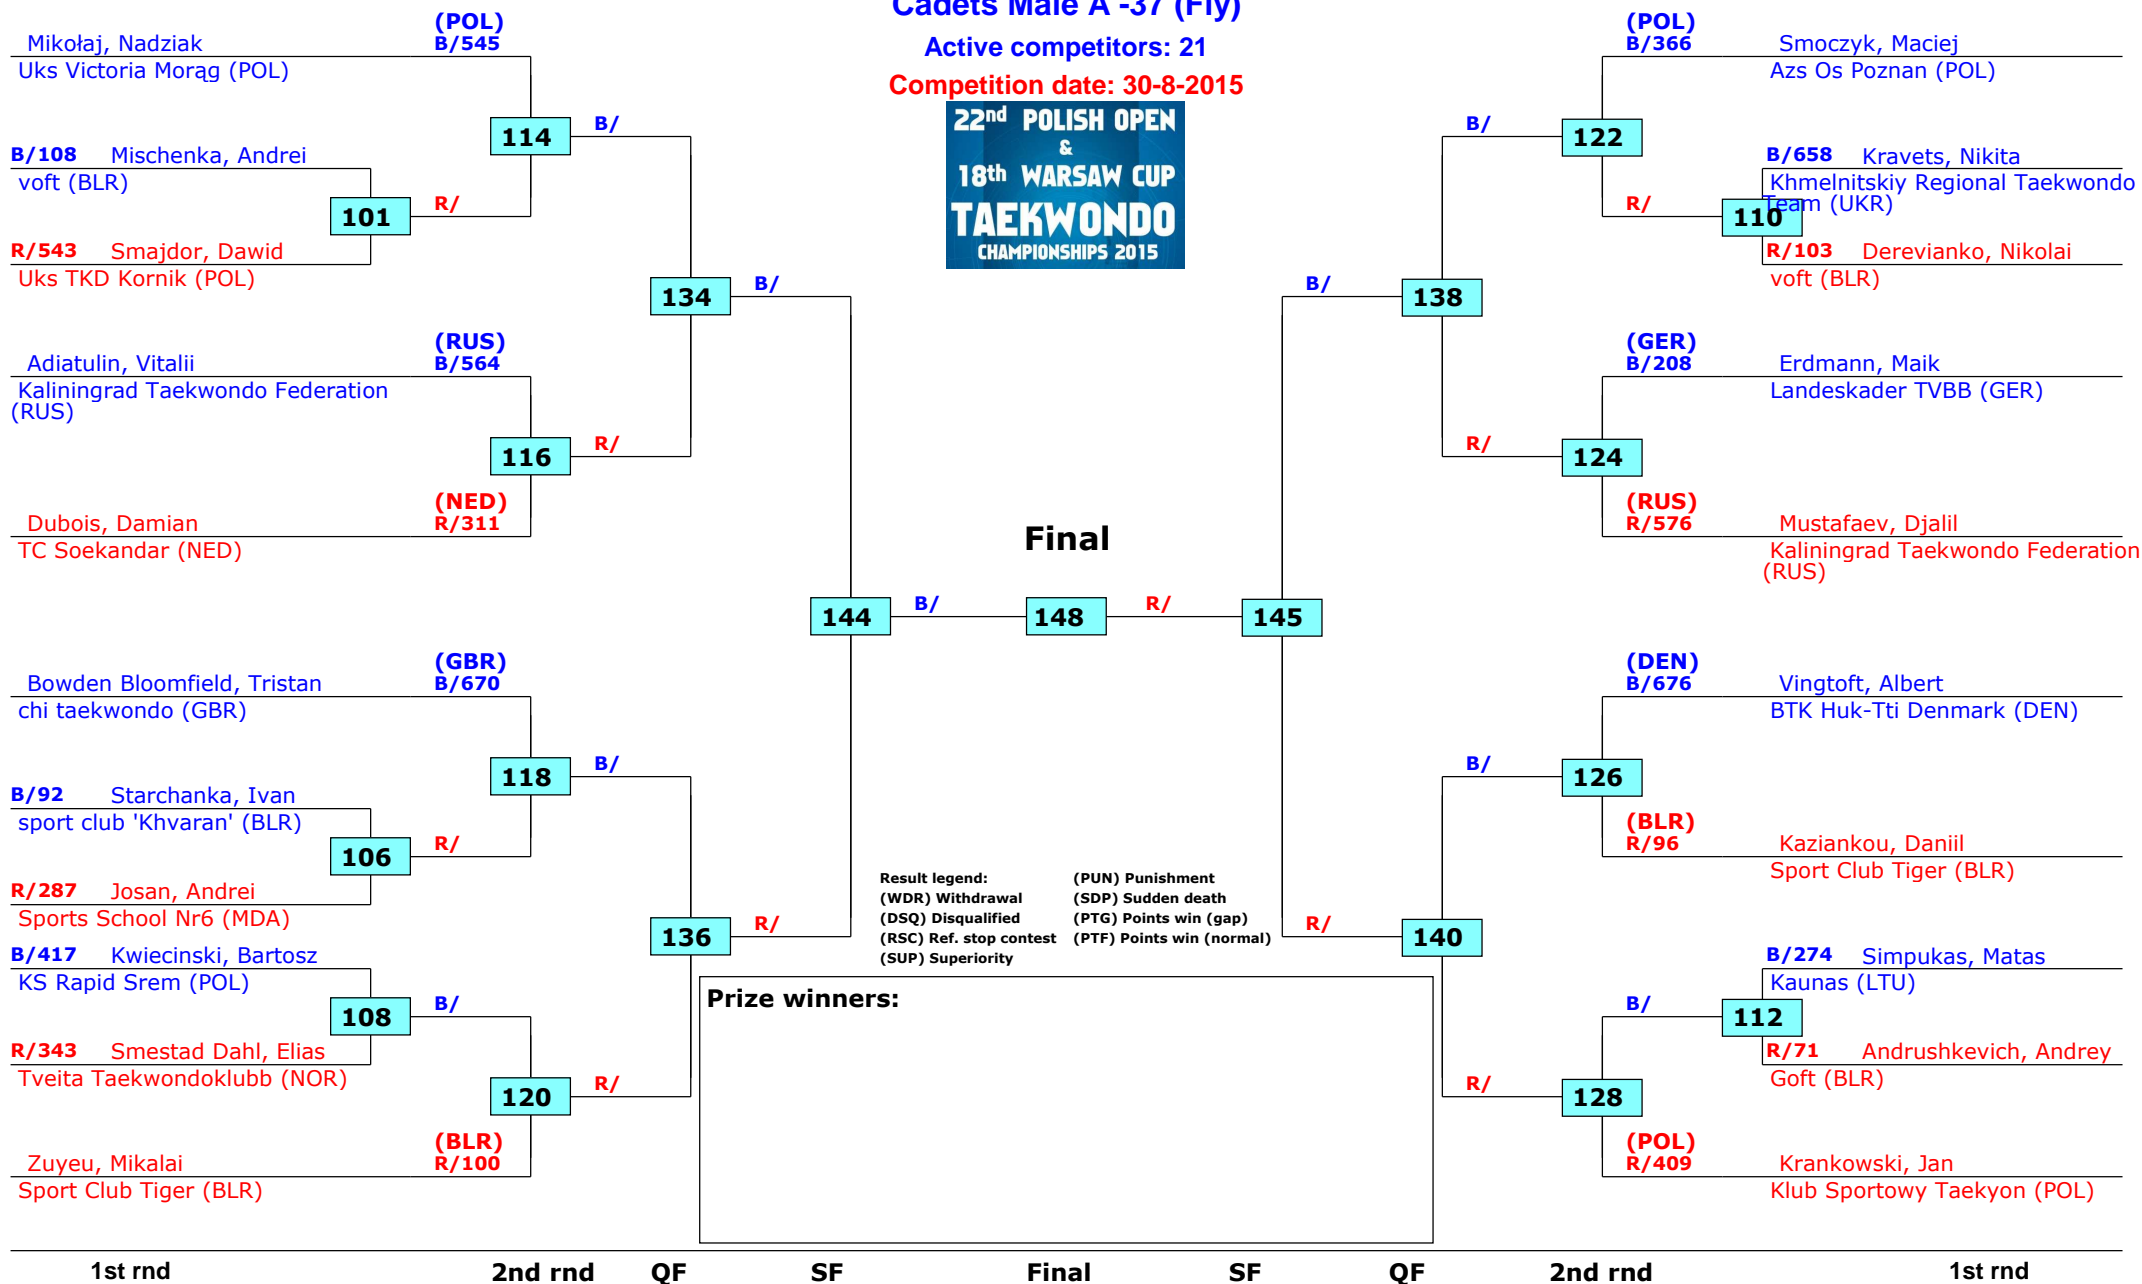 Cadets Male A -37 (Fly)
Active competitors: 21
Competition date: 30-8-2015
22nd POLISH OPEN
&
18th WARSAW CUP
TAEKWONDO
CHAMPIONSHIPS 2015
(POL)
Mikołaj, Nadziak B/545
Uks Victoria Morąg (POL)
114 B/
B/108 Mischenka, Andrei
voft (BLR)
101 R/
R/543 Smajdor, Dawid
Uks TKD Kornik (POL)
134 B/
(RUS)
Adiatulin, Vitalii B/564
Kaliningrad Taekwondo Federation
(RUS)
116 R/
(NED)
Dubois, Damian R/311
TC Soekandar (NED)
144 B/
(GBR)
Bowden Bloomfield, Tristan B/670
chi taekwondo (GBR)
118 B/
B/92 Starchanka, Ivan
sport club 'Khvaran' (BLR)
106 R/
R/287 Josan, Andrei
Sports School Nr6 (MDA)
136 R/
B/417 Kwiecinski, Bartosz
KS Rapid Srem (POL)
108 B/
R/343 Smestad Dahl, Elias
Tveita Taekwondoklubb (NOR)
120 R/
(BLR)
Zuyeu, Mikalai R/100
Sport Club Tiger (BLR)
Final
148
(POL)
B/366 Smoczyk, Maciej
Azs Os Poznan (POL)
B/ 122
B/658 Kravets, Nikita
Khmelnitskiy Regional Taekwondo
Team (UKR)
R/ 110
R/103 Derevianko, Nikolai
voft (BLR)
B/ 138
(GER)
B/208 Erdmann, Maik
Landeskader TVBB (GER)
R/ 124
(RUS)
R/576 Mustafaev, Djalil
Kaliningrad Taekwondo Federation
(RUS)
R/ 145
(DEN)
B/676 Vingtoft, Albert
BTK Huk-Tti Denmark (DEN)
B/ 126
(BLR)
R/96 Kaziankou, Daniil
Sport Club Tiger (BLR)
R/ 140
B/274 Simpukas, Matas
Kaunas (LTU)
B/ 112
R/71 Andrushkevich, Andrey
Goft (BLR)
R/ 128
(POL)
R/409 Krankowski, Jan
Klub Sportowy Taekyon (POL)
Result legend: (PUN) Punishment
(WDR) Withdrawal (SDP) Sudden death
(DSQ) Disqualified (PTG) Points win (gap)
(RSC) Ref. stop contest (PTF) Points win (normal)
(SUP) Superiority
Prize winners:
1st rnd 2nd rnd QF SF Final SF QF 2nd rnd 1st rnd